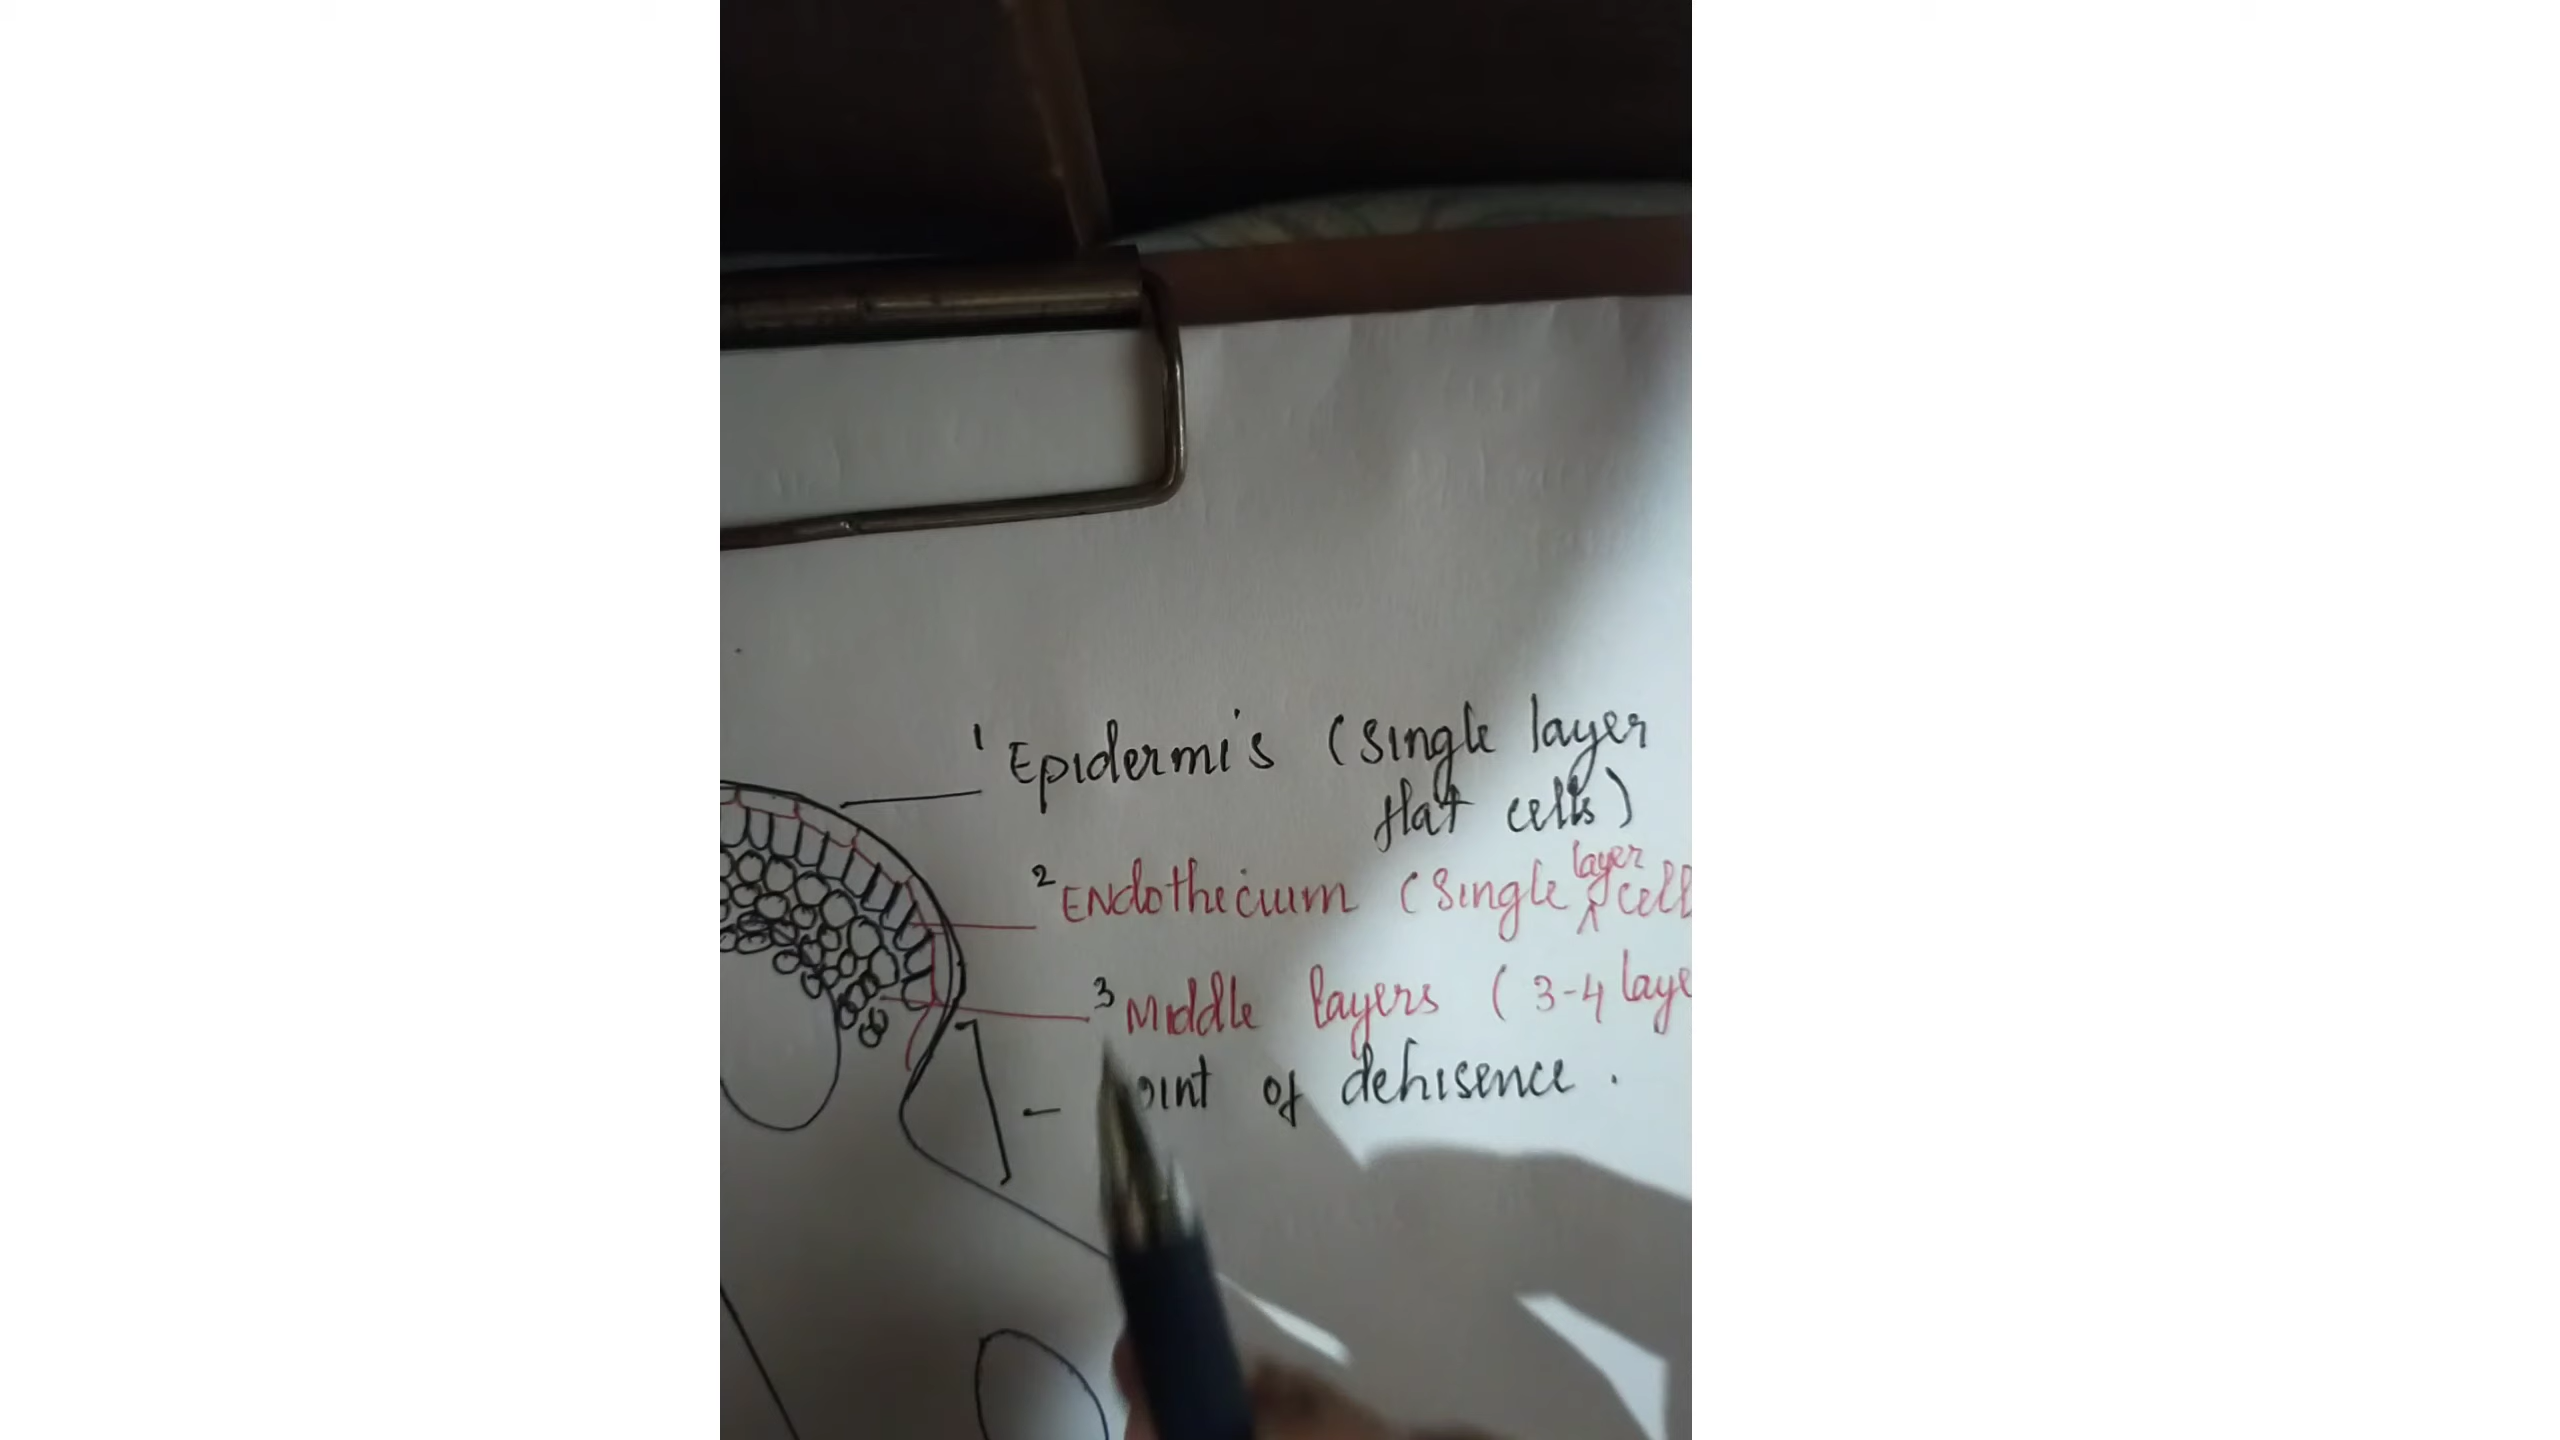 1 Epidermis (single layer
flat cells)
2 Endothecium (single layer cell
3 Middle layers (3-4 laye
- point of dehisence.